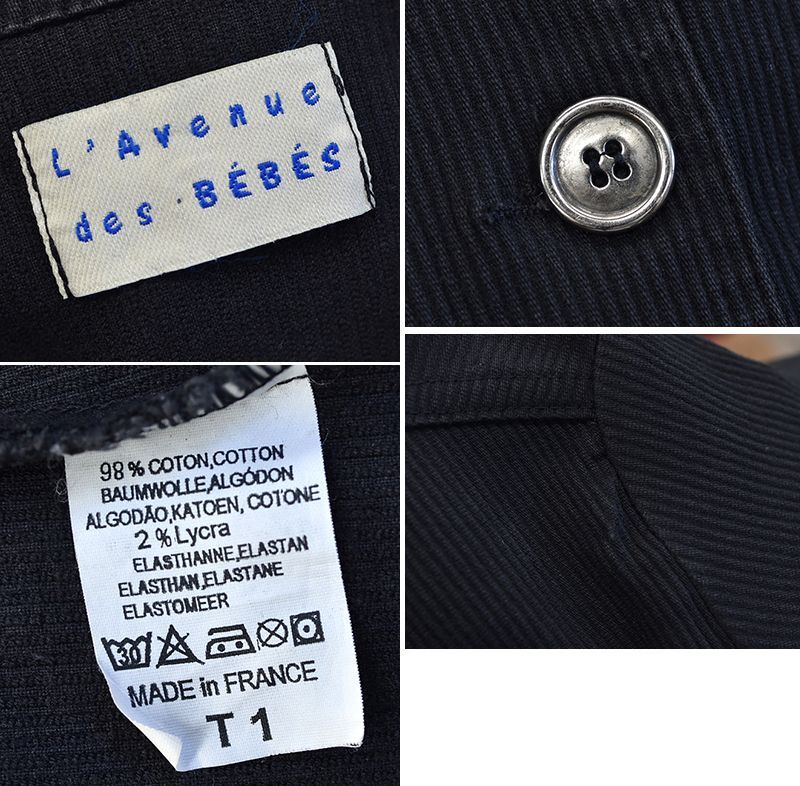 L'Avenue
des BÉBÉS
98% COTON,COTTON
BAUMWOLLE,ALGÓDON
ALGODÃO,KATOEN, COTONE
2% Lycra
ELASTHANNE,ELASTAN
ELASTHAN,ELASTANE
ELASTOMEER
30
MADE in FRANCE
T 1